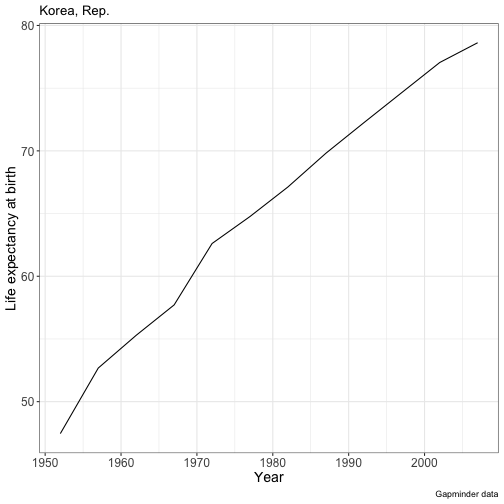 Korea, Rep.
80
70
60
50
Life expectancy at birth
1950 1960 1970 1980 1990 2000
Year
Gapminder data